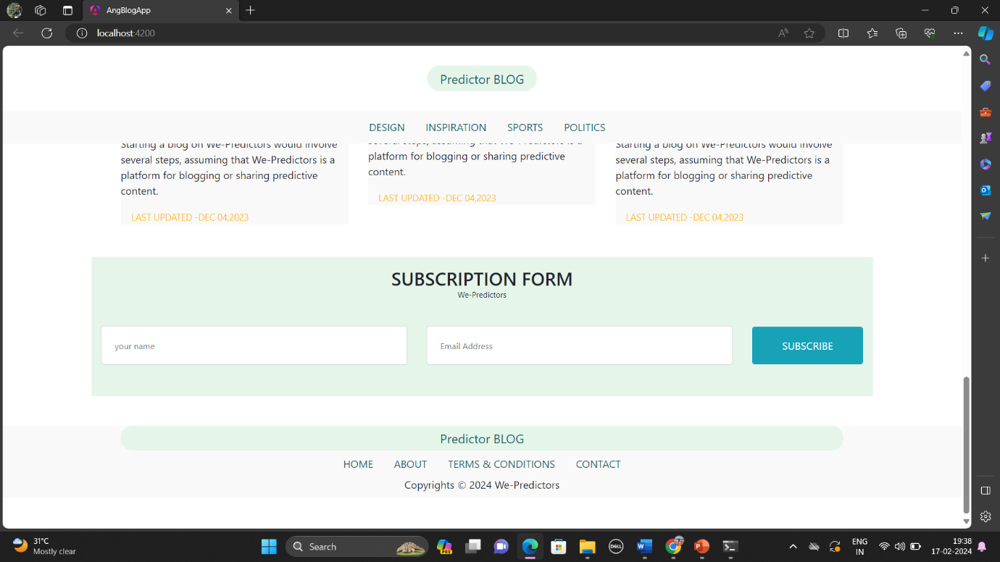 AngBlogApp
localhost:4200
Predictor BLOG
DESIGN INSPIRATION SPORTS POLITICS
Starting a blog on We-Predictors would involve
several steps, assuming that We-Predictors is a
platform for blogging or sharing predictive
content.
LAST UPDATED -DEC 04,2023
several steps, assuming that We-Predictors is a
platform for blogging or sharing predictive
content.
LAST UPDATED -DEC 04,2023
Starting a blog on We-Predictors would involve
several steps, assuming that We-Predictors is a
platform for blogging or sharing predictive
content.
LAST UPDATED -DEC 04,2023
SUBSCRIPTION FORM
We-Predictors
your name
Email Address
SUBSCRIBE
Predictor BLOG
HOME ABOUT TERMS & CONDITIONS CONTACT
Copyrights © 2024 We-Predictors
31°C
Mostly clear
Search
PRE
DELL
ENG
IN
19:38
17-02-2024